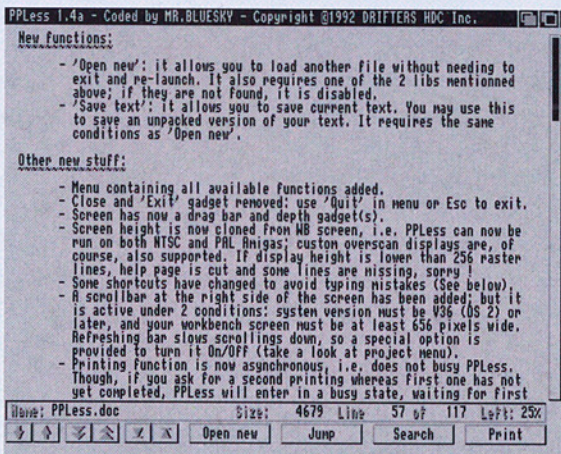 PPLess 1.4a - Coded by MR.BLUESKY - Copyright ©1992 DRIFTERS HDC Inc.
New functions:
- 'Open new': it allows you to load another file without needing to
exit and re-launch. It also requires one of the 2 libs mentionned
above; if they are not found, it is disabled.
- 'Save text': it allows you to save current text. You may use this
to save an unpacked version of your text. It requires the same
conditions as 'Open new'.
Other new stuff:
- Menu containing all available functions added.
- Close and 'Exit' gadget removed: use 'Quit' in menu or Esc to exit.
- Screen has now a drag bar and depth gadget(s).
- Screen height is now cloned from WB screen, i.e. PPLess can now be
run on both NTSC and PAL Amigas; custom overscan displays are, of
course, also supported. If display height is lower than 256 raster
lines, help page is cut and some lines are missing, sorry !
- Some shortcuts have changed to avoid typing mistakes (See below).
- A scrollbar at the right side of the screen has been added; but it
is active under 2 conditions: system version must be V36 (OS 2) or
later, and your workbench screen must be at least 656 pixels wide.
Refreshing bar slows scrollings down, so a special option is
provided to turn it On/Off (take a look at project menu).
- Printing function is now asynchronous, i.e. does not busy PPLess.
Though, if you ask for a second printing whereas first one has not
yet completed, PPLess will enter in a busy state, waiting for first
Name: PPLess.doc Size: 4679 Line 57 of 117 Left: 25%
Open new Jump Search Print